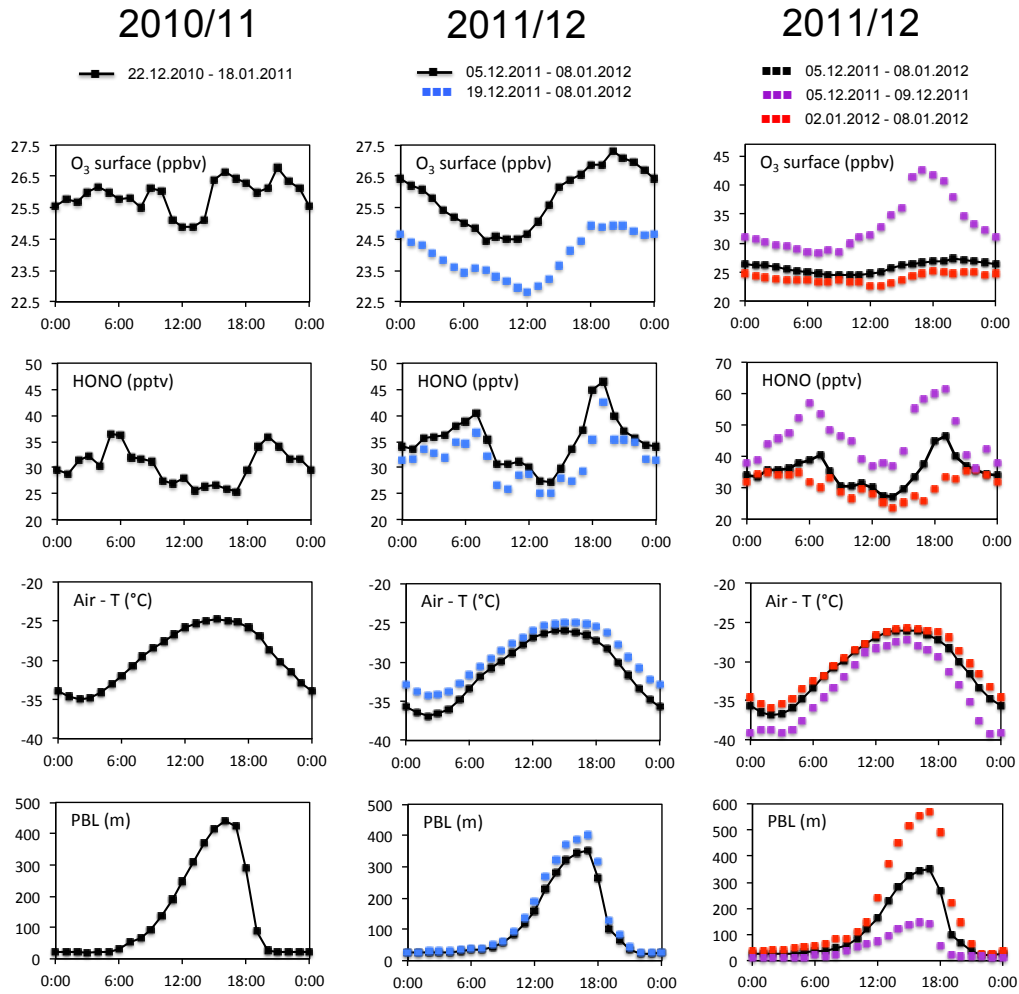 2010/11
2011/12
2011/12
22.12.2010 - 18.01.2011
05.12.2011 - 08.01.2012
19.12.2011 - 08.01.2012
05.12.2011 - 08.01.2012
05.12.2011 - 09.12.2011
02.01.2012 - 08.01.2012
O₃ surface (ppbv)
27.5
26.5
25.5
24.5
23.5
22.5
0:00 6:00 12:00 18:00 0:00
O₃ surface (ppbv)
27.5
26.5
25.5
24.5
23.5
22.5
0:00 6:00 12:00 18:00 0:00
O₃ surface (ppbv)
45
40
35
30
25
20
0:00 6:00 12:00 18:00 0:00
HONO (pptv)
50
45
40
35
30
25
20
0:00 6:00 12:00 18:00 0:00
HONO (pptv)
50
45
40
35
30
25
20
0:00 6:00 12:00 18:00 0:00
HONO (pptv)
70
60
50
40
30
20
0:00 6:00 12:00 18:00 0:00
Air - T (°C)
-20
-25
-30
-35
-40
0:00 6:00 12:00 18:00 0:00
Air - T (°C)
-20
-25
-30
-35
-40
0:00 6:00 12:00 18:00 0:00
Air - T (°C)
-20
-25
-30
-35
-40
0:00 6:00 12:00 18:00 0:00
PBL (m)
500
400
300
200
100
0
0:00 6:00 12:00 18:00 0:00
PBL (m)
500
400
300
200
100
0
0:00 6:00 12:00 18:00 0:00
PBL (m)
600
500
400
300
200
100
0
0:00 6:00 12:00 18:00 0:00